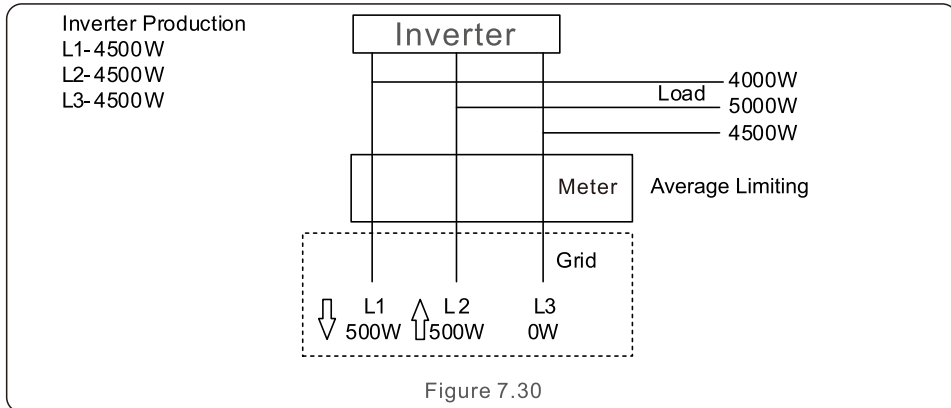 Inverter Production
L1-4500W
L2-4500W
L3-4500W
Inverter
4000W
Load
5000W
4500W
Meter
Average Limiting
Grid
L1 L2 L3
500W 500W 0W
Figure 7.30